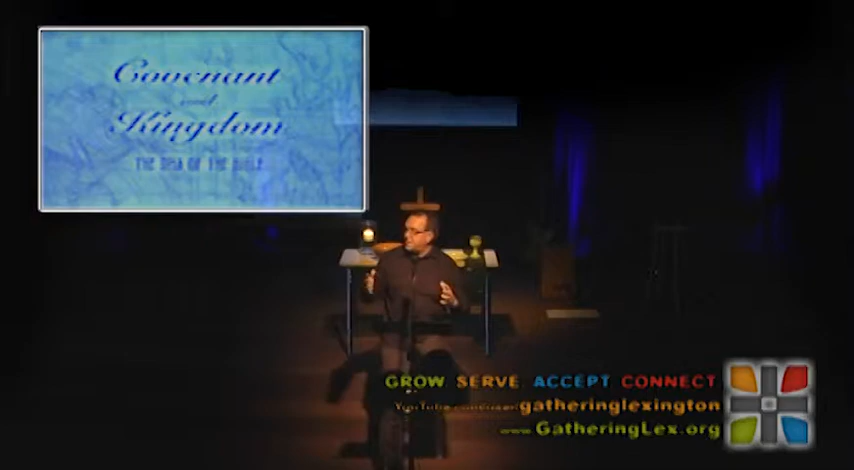 Covenant
and
Kingdom
THE DNA OF THE BIBLE
GROW SERVE ACCEPT CONNECT
gatheringlexington
www.GatheringLex.org